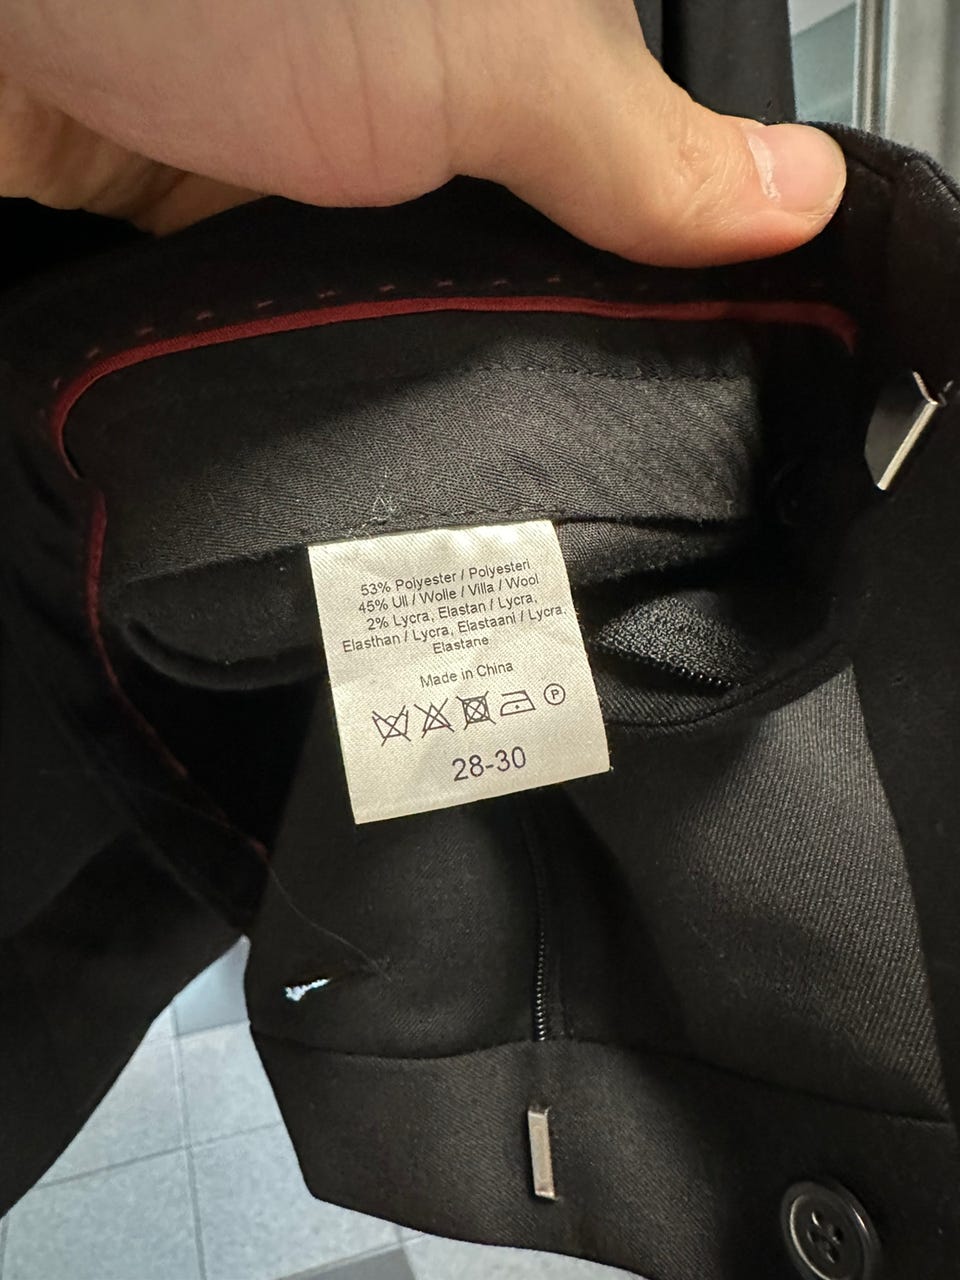 53% Polyester / Polyesteri
45% Ull / Wolle / Villa / Wool
2% Lycra, Elastan / Lycra,
Elasthan / Lycra, Elastaani / Lycra,
Elastane
Made in China
P
28-30